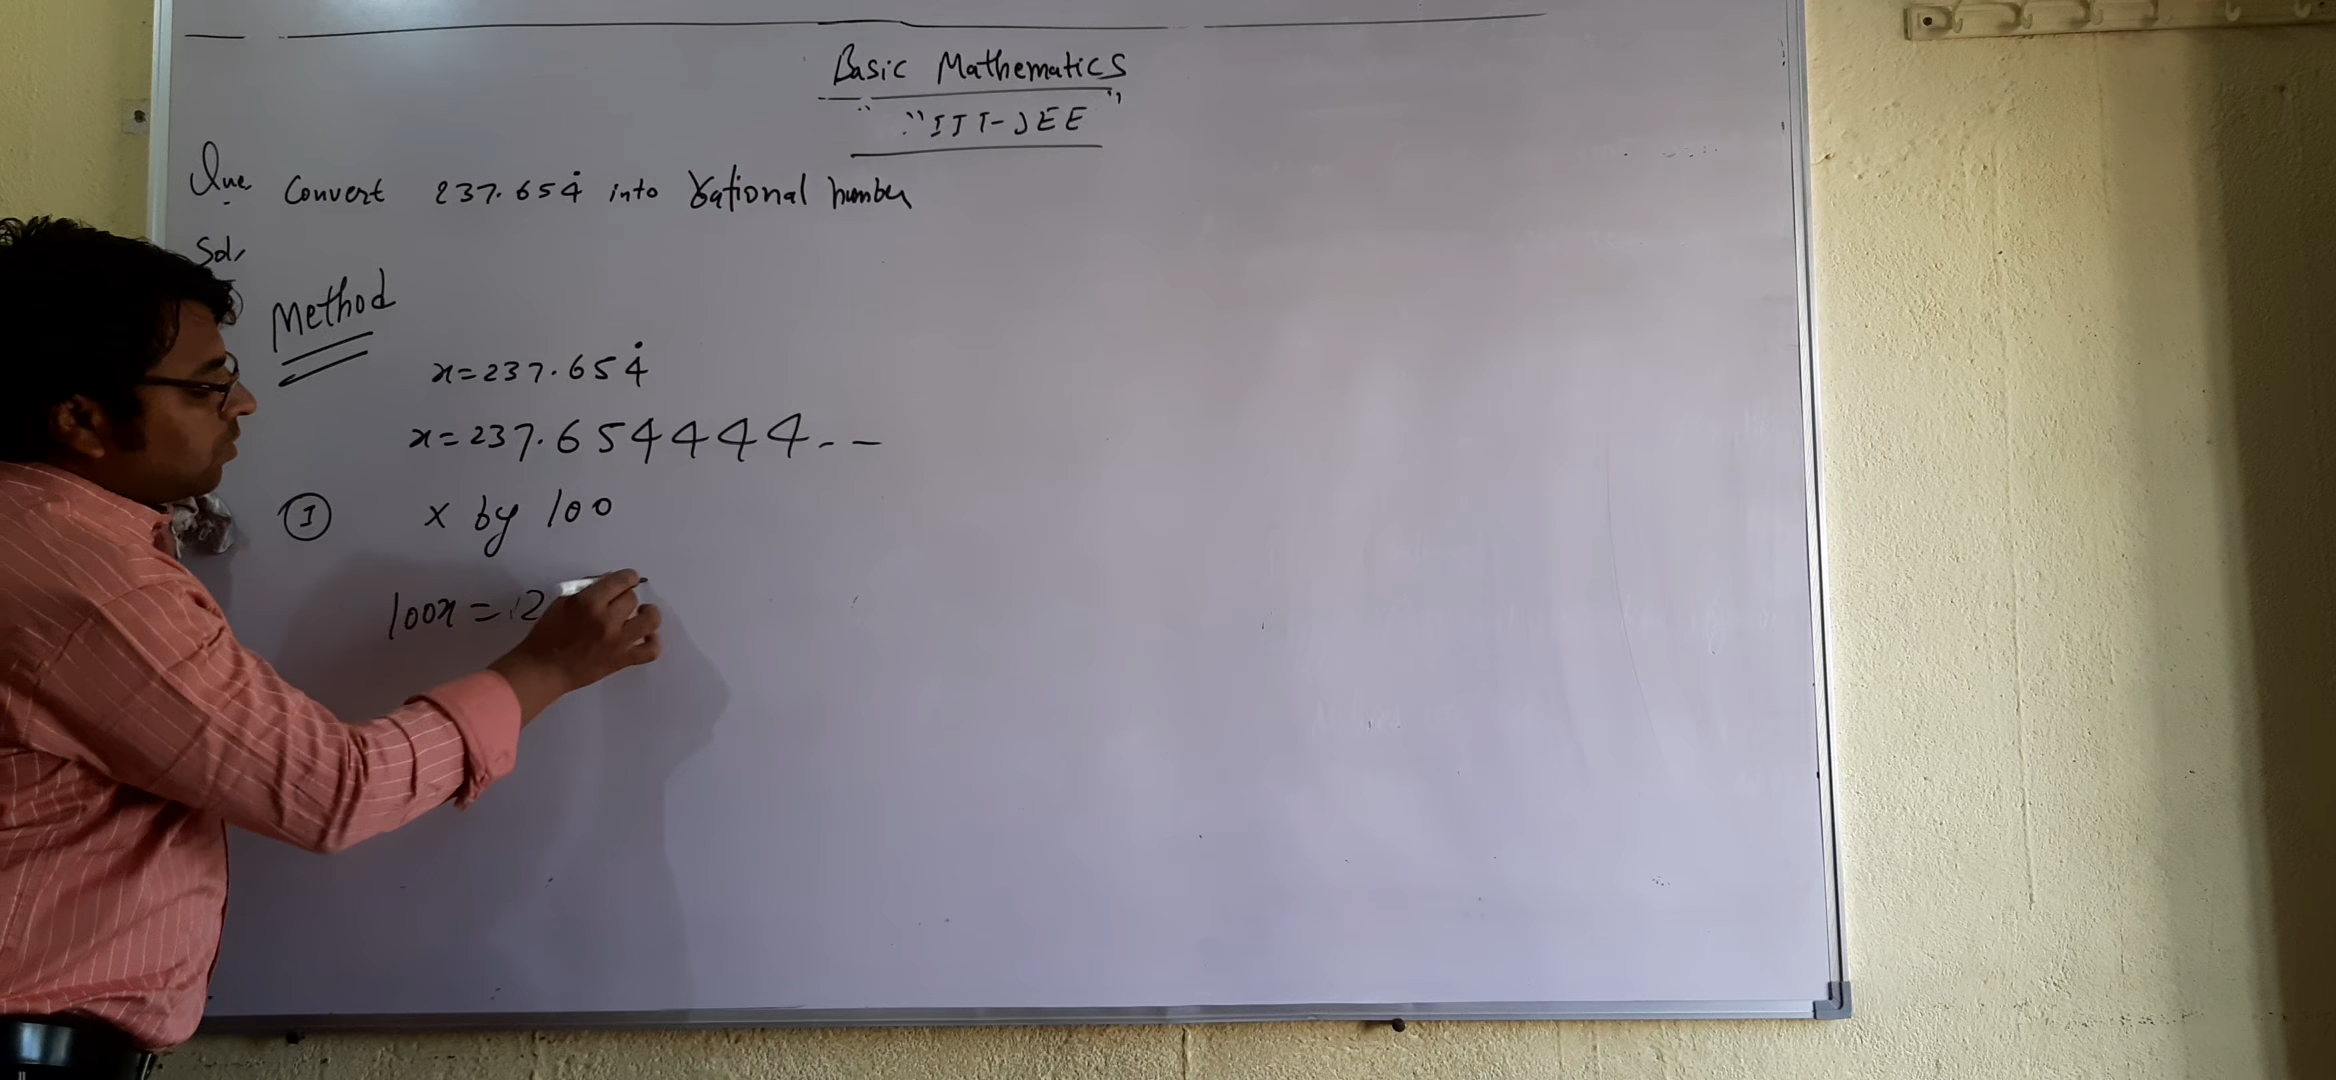 Basic Mathematics
"IIT-JEE"
Que. Convert 237.654̇ into rational number
Sol,
Method
x=237.654̇
x=237.654444--
I × by 100
100x=2